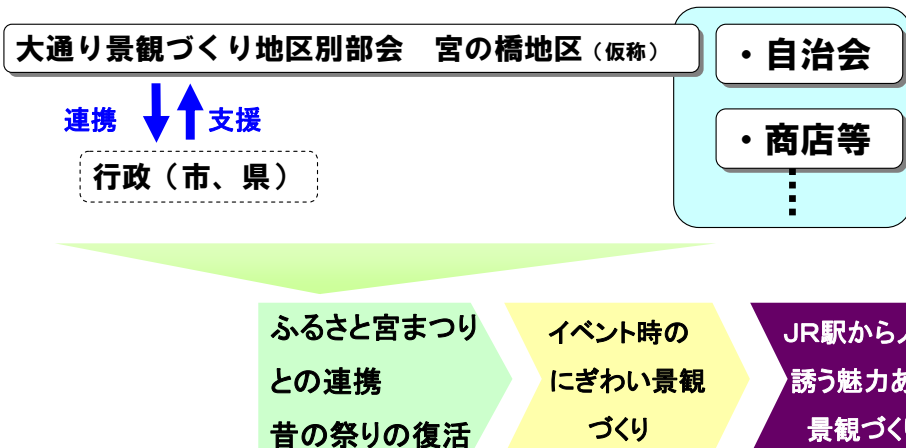 大通り景観づくり地区別部会　宮の橋地区（仮称）
・自治会
・商店等
連携
支援
行政（市、県）
ふるさと宮まつり
との連携
昔の祭りの復活
イベント時の
にぎわい景観
づくり
JR駅から
誘う魅力あ
景観づく